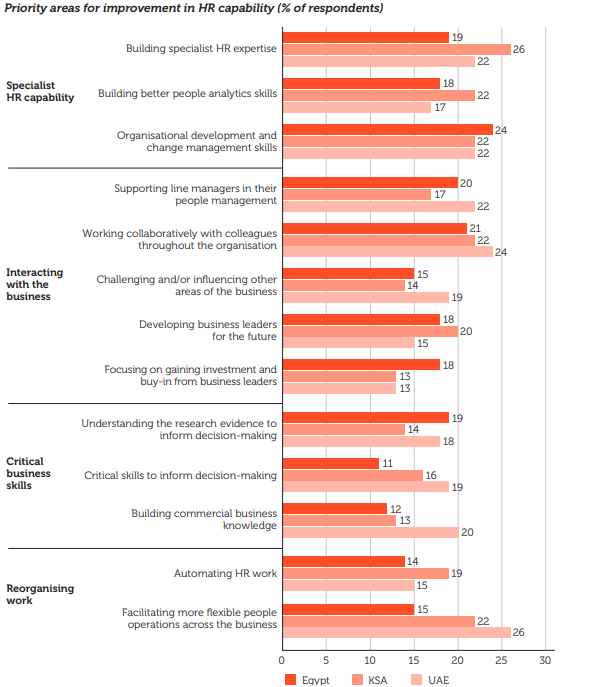 Priority areas for improvement in HR capability (% of respondents)
Specialist
HR capability
Building specialist HR expertise
19
26
22
Building better people analytics skills
18
22
17
Organisational development and
change management skills
24
22
22
Interacting
with the
business
Supporting line managers in their
people management
20
17
22
Working collaboratively with colleagues
throughout the organisation
21
22
24
Challenging and/or influencing other
areas of the business
15
14
19
Developing business leaders
for the future
18
20
15
Focusing on gaining investment and
buy-in from business leaders
18
13
13
Critical
business
skills
Understanding the research evidence to
inform decision-making
19
14
18
Critical skills to inform decision-making
11
16
19
Building commercial business
knowledge
12
13
20
Reorganising
work
Automating HR work
14
19
15
Facilitating more flexible people
operations across the business
15
22
26
0 5 10 15 20 25 30
Egypt KSA UAE